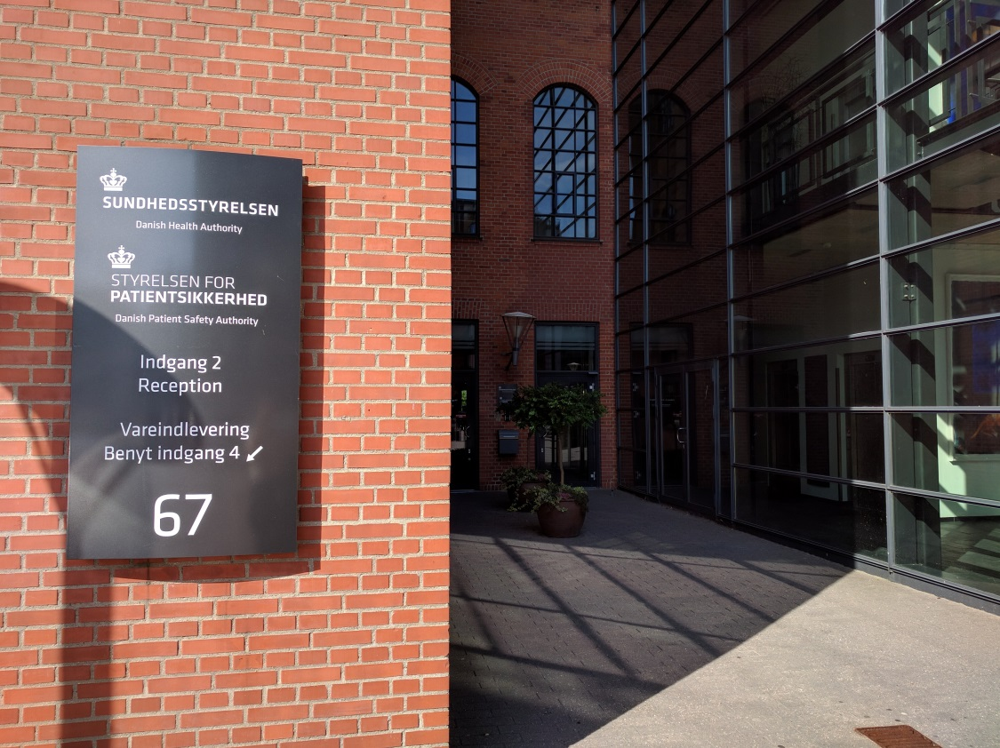 SUNDHEDSSTYRELSEN
Danish Health Authority
STYRELSEN FOR
PATIENTSIKKERHED
Danish Patient Safety Authority
Indgang 2
Reception
Vareindlevering
Benyt indgang 4
67